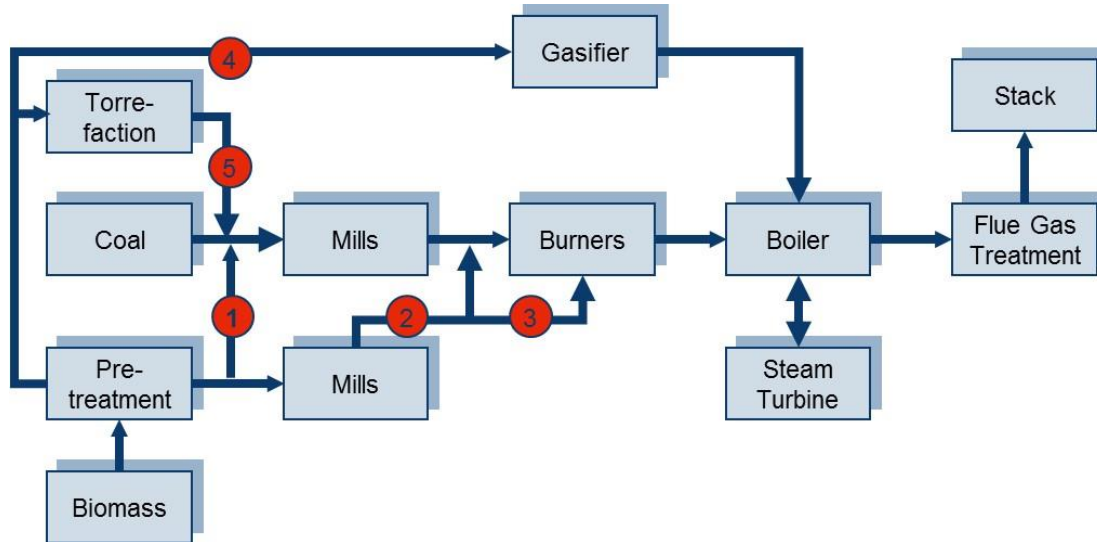 4
Gasifier
Stack
Torre-
faction
5
Coal
Mills
Burners
Boiler
Flue Gas
Treatment
1
2
3
Pre-
treatment
Mills
Steam
Turbine
Biomass